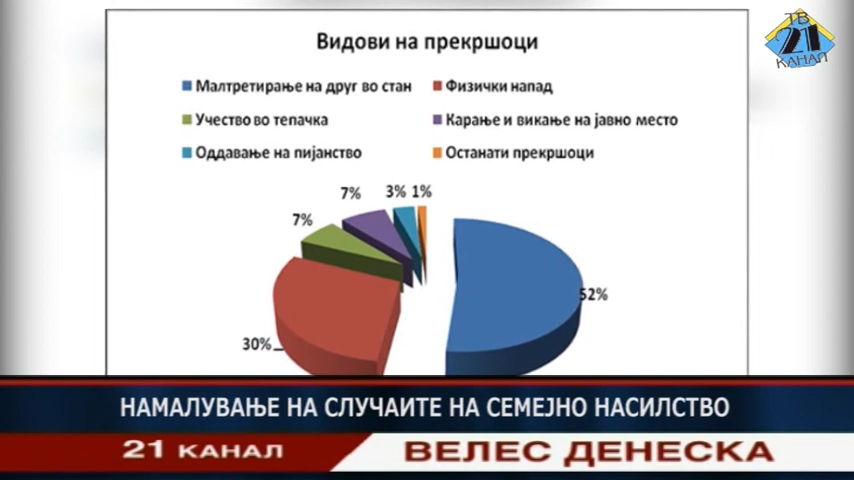 ТВ
21
КАНАЛ
Видови на прекршоци
Малтретирање на друг во стан
Физички напад
Учество во тепачка
Карање и викање на јавно место
Оддавање на пијанство
Останати прекршоци
7%
7%
3%
1%
52%
30%
НАМАЛУВАЊЕ НА СЛУЧАИТЕ НА СЕМЕЈНО НАСИЛСТВО
21 КАНАЛ
ВЕЛЕС ДЕНЕСКА